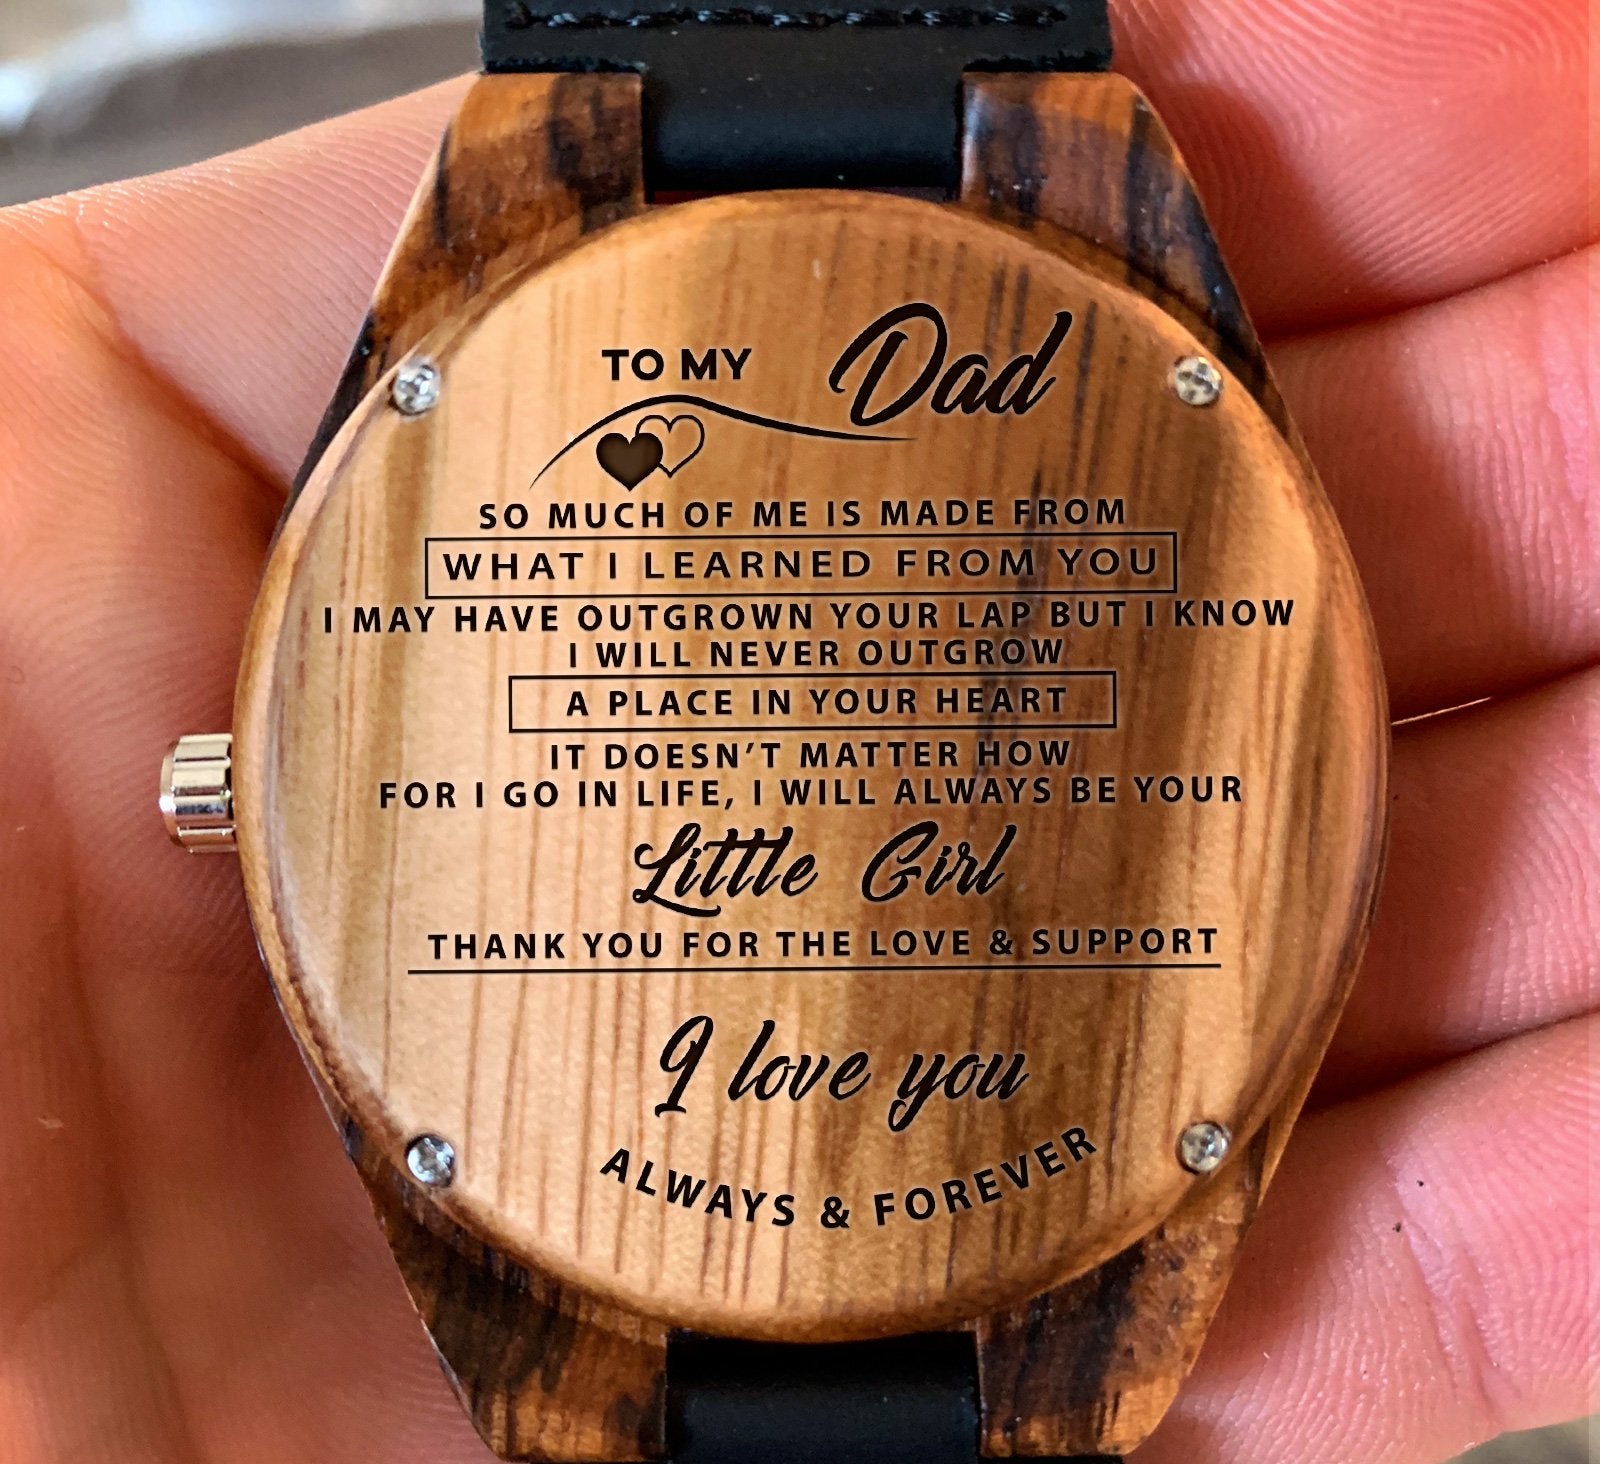 TO MY Dad
SO MUCH OF ME IS MADE FROM
WHAT I LEARNED FROM YOU
I MAY HAVE OUTGROWN YOUR LAP BUT I KNOW
I WILL NEVER OUTGROW
A PLACE IN YOUR HEART
IT DOESN'T MATTER HOW
FOR I GO IN LIFE, I WILL ALWAYS BE YOUR
Little Girl
THANK YOU FOR THE LOVE & SUPPORT
I love you
ALWAYS & FOREVER